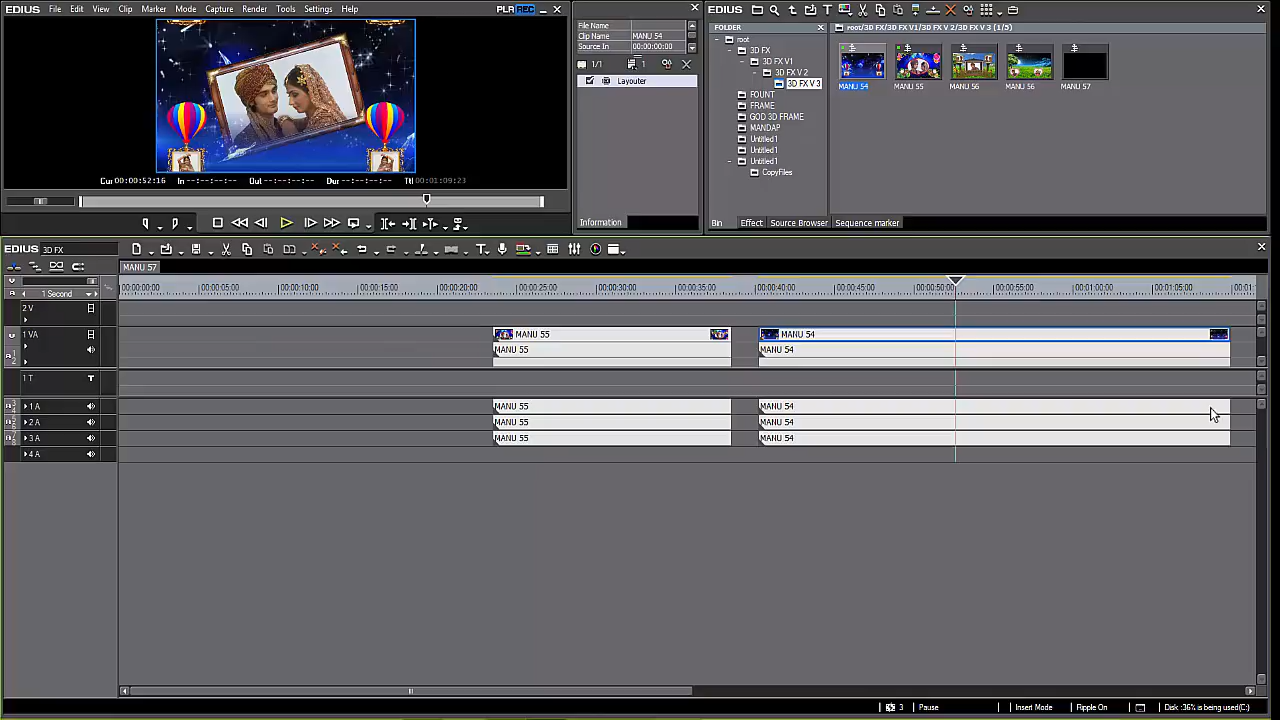 EDIUS File Edit View Clip Marker Mode Capture Render Tools Settings Help PLR REC
Cur 00:00:52:16 In --:--:--:-- Out --:--:--:-- Dur --:--:--:-- Ttl 00:01:09:23
File Name
Clip Name MANU 54
Source In 00:00:00:00
1/1 1
Layouter
Information
EDIUS
FOLDER
root
3D FX
3D FX V1
3D FX V 2
3D FX V 3
FOUNT
FRAME
GOD 3D FRAME
MANDAP
Untitled1
Untitled1
Untitled1
CopyFiles
root/3D FX/3D FX V1/3D FX V 2/3D FX V 3 (1/5)
MANU 54 MANU 55 MANU 56 MANU 56 MANU 57
Bin Effect Source Browser Sequence marker
EDIUS 3D FX
MANU 57
1 Second
00:00:00:00 00:00:05:00 00:00:10:00 00:00:15:00 00:00:20:00 00:00:25:00 00:00:30:00 00:00:35:00 00:00:40:00 00:00:45:00 00:00:50:00 00:00:55:00 00:01:00:00 00:01:05:00 00:01:
2 V
1 VA MANU 55 MANU 54
MANU 55 MANU 54
1 T T
1 A MANU 55 MANU 54
2 A MANU 55 MANU 54
3 A MANU 55 MANU 54
4 A
3 Pause Insert Mode Ripple On Disk :36% is being used(C:)